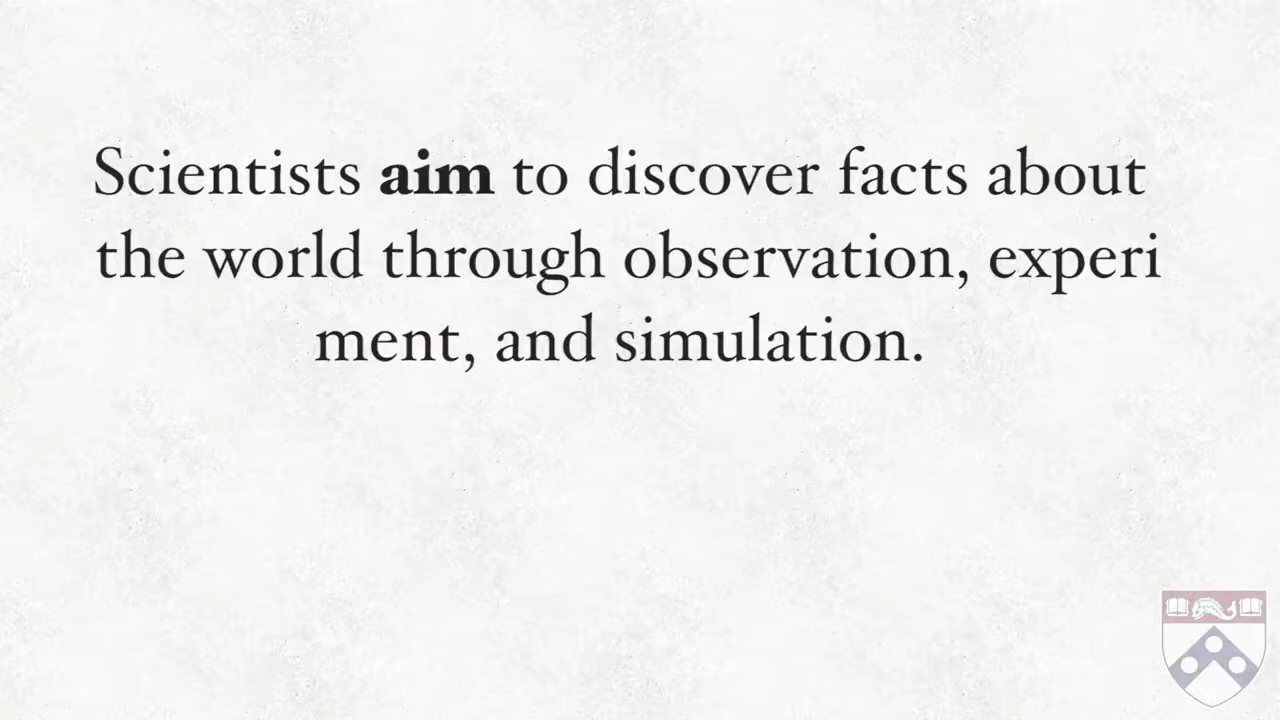 Scientists aim to discover facts about
the world through observation, experi
ment, and simulation.